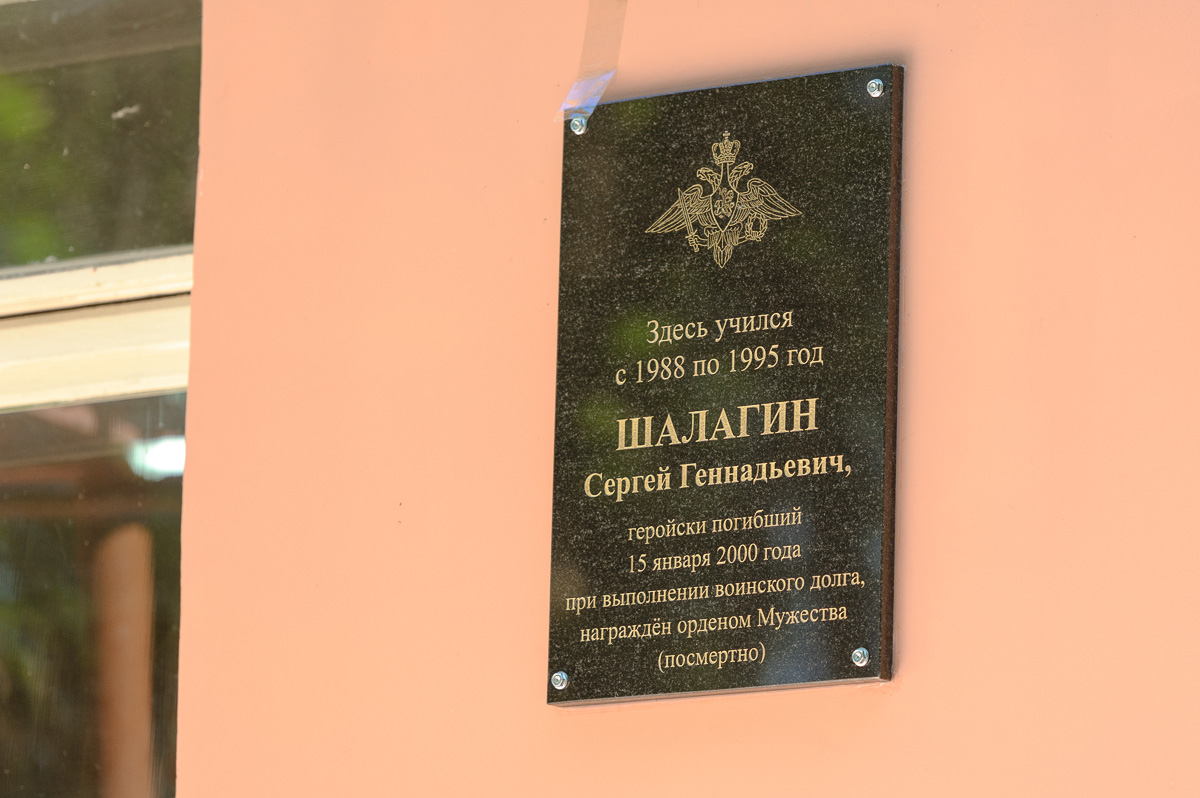 Здесь учился
с 1988 по 1995 год
ШАЛАГИН
Сергей Геннадьевич,
геройски погибший
15 января 2000 года
при выполнении воинского долга,
награждён орденом Мужества
(посмертно)